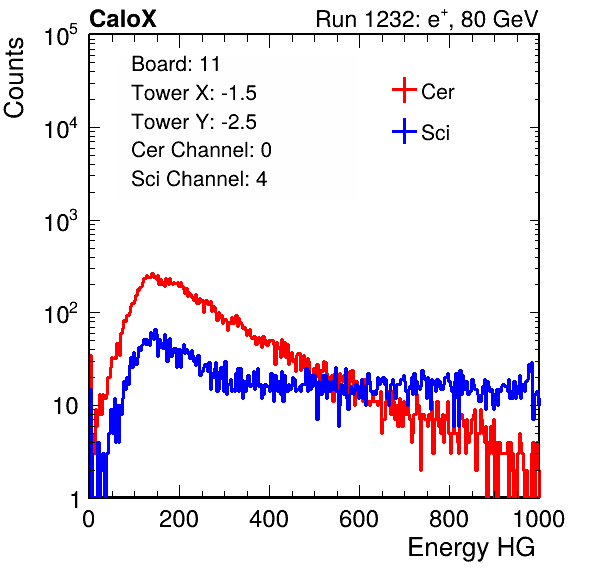 CaloX Run 1232: e⁺, 80 GeV
Counts
10⁵
10⁴
10³
10²
10
1
Board: 11
Tower X: -1.5
Tower Y: -2.5
Cer Channel: 0
Sci Channel: 4
Cer
Sci
0 200 400 600 800 1000
Energy HG